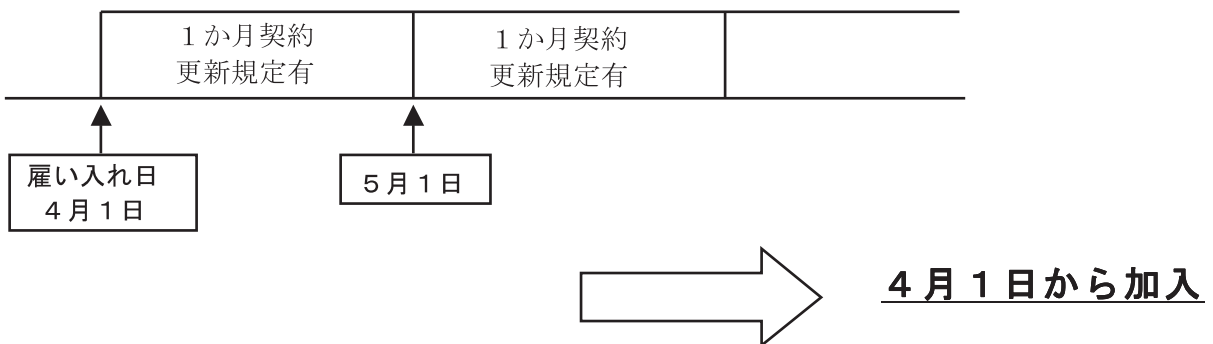 １か月契約
更新規定有
１か月契約
更新規定有
雇い入れ日
４月１日
５月１日
４月１日から加入